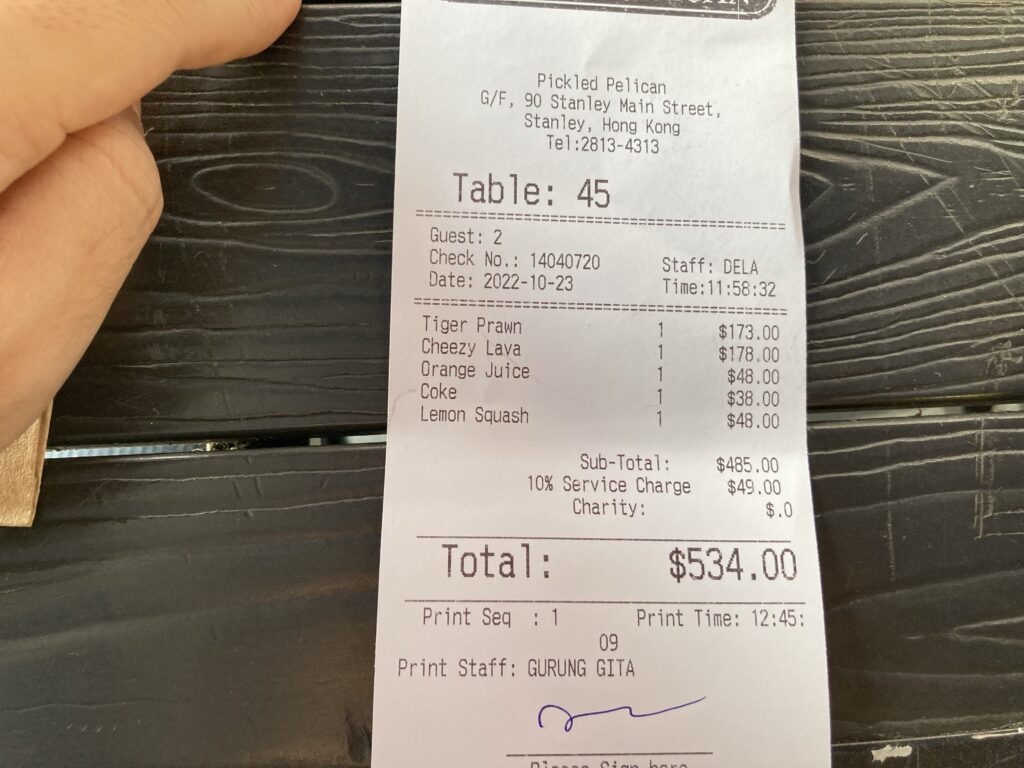 Pickled Pelican
G/F, 90 Stanley Main Street,
Stanley, Hong Kong
Tel:2813-4313
Table: 45
Guest: 2
Check No.: 14040720 Staff: DELA
Date: 2022-10-23 Time:11:58:32
Tiger Prawn 1 $173.00
Cheezy Lava 1 $178.00
Orange Juice 1 $48.00
Coke 1 $38.00
Lemon Squash 1 $48.00
Sub-Total: $485.00
10% Service Charge $49.00
Charity: $.0
Total: $534.00
Print Seq : 1 Print Time: 12:45:
09
Print Staff: GURUNG GITA
Please Sign here